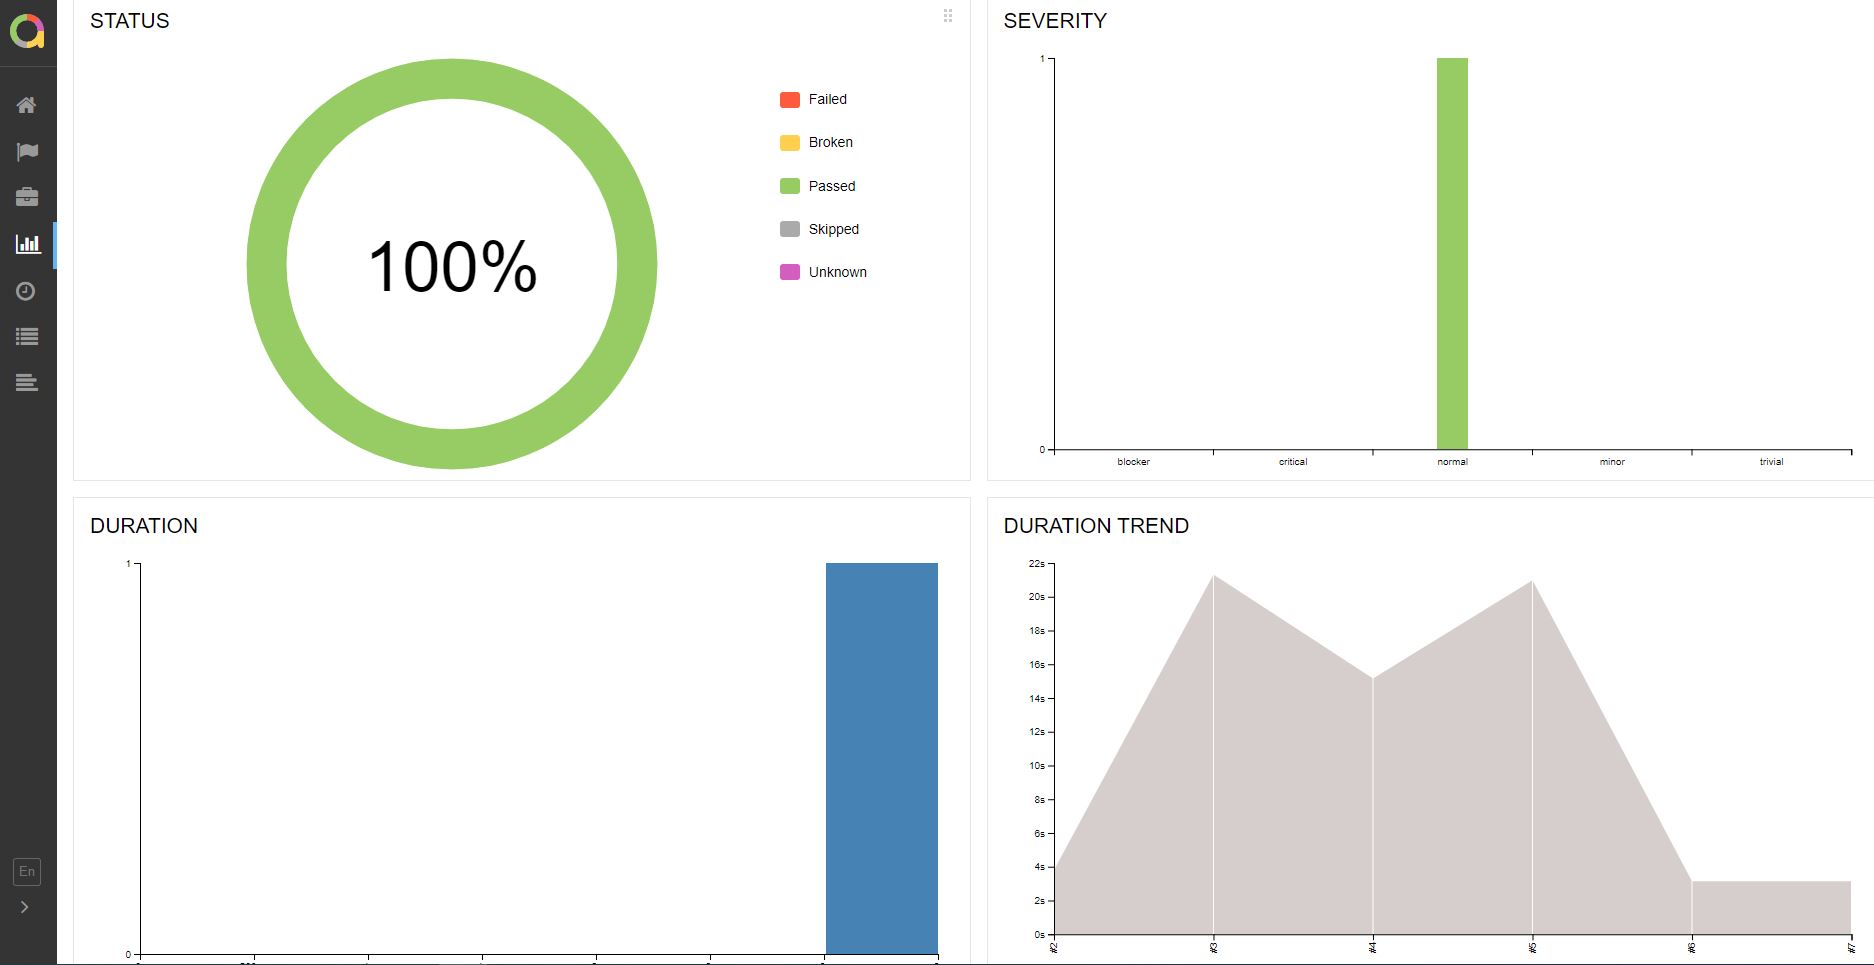 STATUS
100%
Failed
Broken
Passed
Skipped
Unknown
SEVERITY
1
0
blocker
critical
normal
minor
trivial
DURATION
1
0
DURATION TREND
22s
20s
18s
16s
14s
12s
10s
8s
6s
4s
2s
0s
#2
#3
#4
#5
#6
#7
En